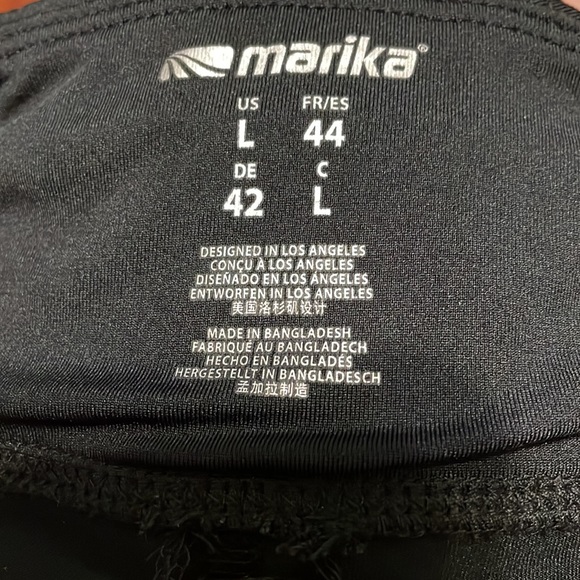 marika®
US FR/ES
L 44
DE C
42 L
DESIGNED IN LOS ANGELES
CONÇU À LOS ANGELES
DISEÑADO EN LOS ÁNGELES
ENTWORFEN IN LOS ANGELES
美国洛杉矶设计
MADE IN BANGLADESH
FABRIQUÉ AU BANGLADECH
HECHO EN BANGLADÉS
HERGESTELLT IN BANGLADESCH
孟加拉制造